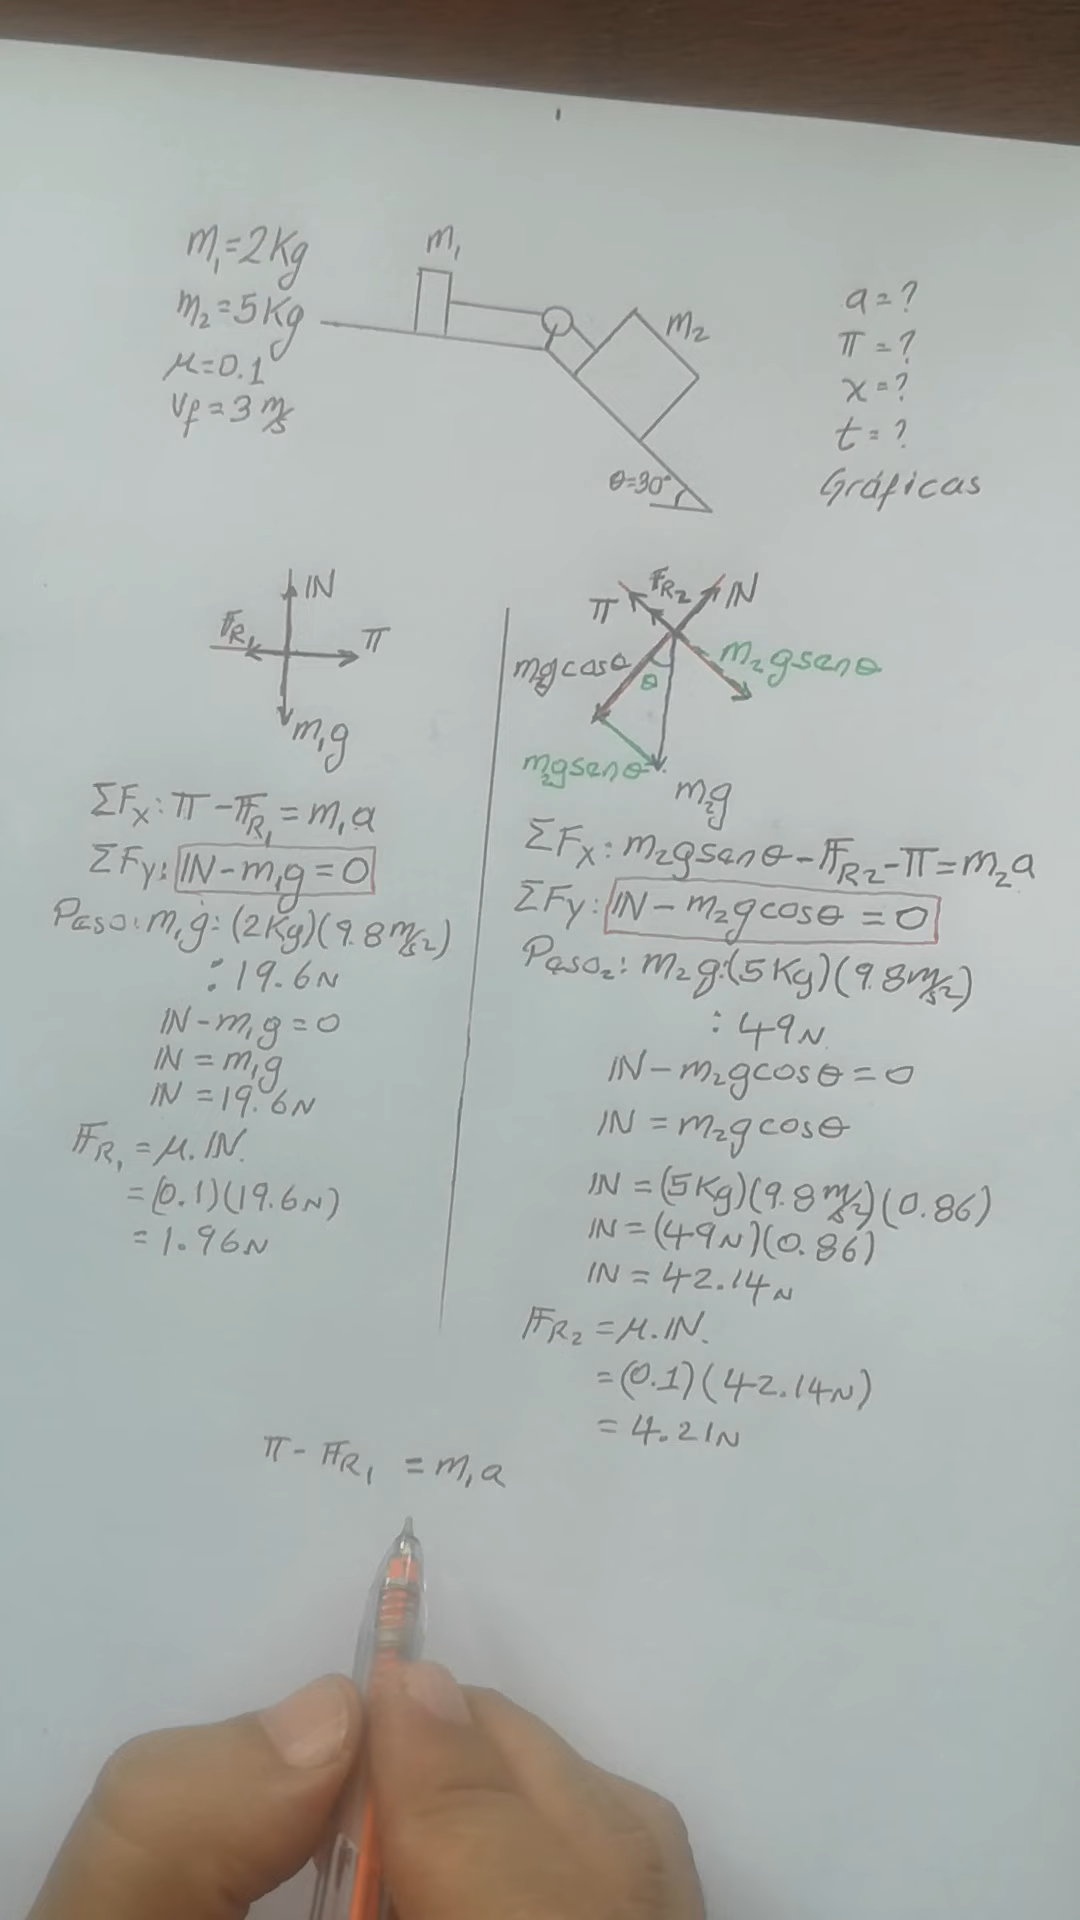 m₁=2Kg
m₂=5Kg
μ=0.1
Vf=3 m/s
m₁
m₂
θ=30°
a=?
π=?
x=?
t=?
Gráficas
IN
FR₁
π
m₁g
FR₂
IN
π
m₂gcosθ
θ
m₂gsenθ
m₂gsenθ
m₂g
ΣFx: π-FR₁=m₁a
ΣFy: IN-m₁g=0
Peso: m₁g: (2Kg)(9.8 m/s²)
: 19.6N
IN-m₁g=0
IN=m₁g
IN=19.6N
FR₁=μ.IN.
=(0.1)(19.6N)
=1.96N
ΣFx: m₂gsenθ-FR₂-π=m₂a
ΣFy: IN-m₂gcosθ=0
Peso₂: m₂g:(5Kg)(9.8 m/s²)
: 49N
IN-m₂gcosθ=0
IN=m₂gcosθ
IN=(5Kg)(9.8 m/s²)(0.86)
IN=(49N)(0.86)
IN=42.14N
FR₂=μ.IN.
=(0.1)(42.14N)
=4.21N
π-FR₁=m₁a